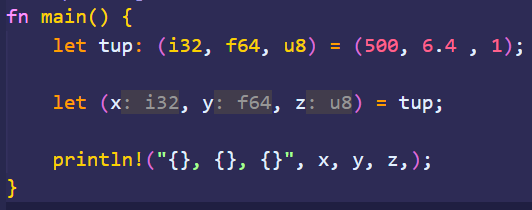 fn main() {
    let tup: (i32, f64, u8) = (500, 6.4 , 1);
    let (x: i32, y: f64, z: u8) = tup;
    println!("{}, {}, {}", x, y, z,);
}